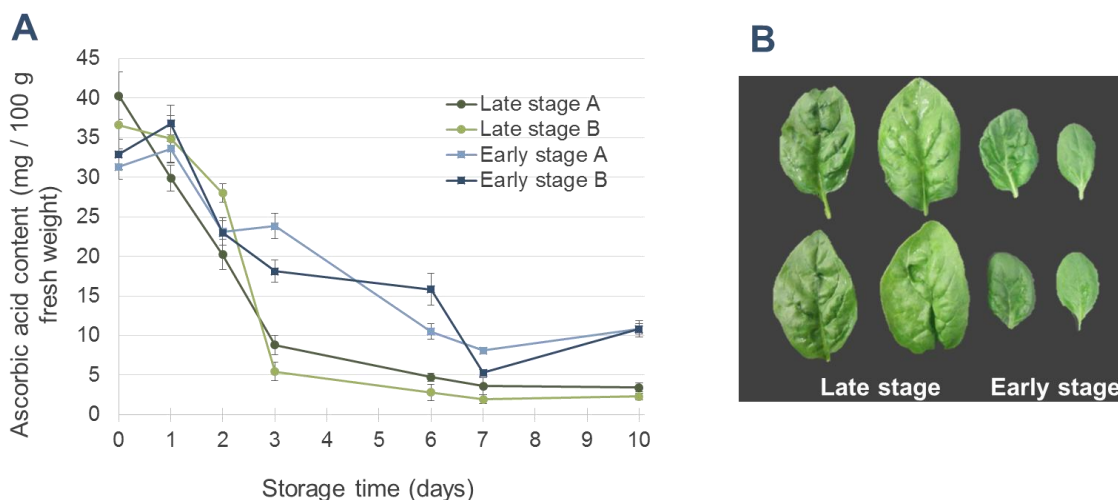 A
B
Ascorbic acid content (mg / 100 g
fresh weight)
45
40
35
30
25
20
15
10
5
0
Late stage A
Late stage B
Early stage A
Early stage B
0 1 2 3 4 5 6 7 8 9 10
Storage time (days)
Late stage Early stage